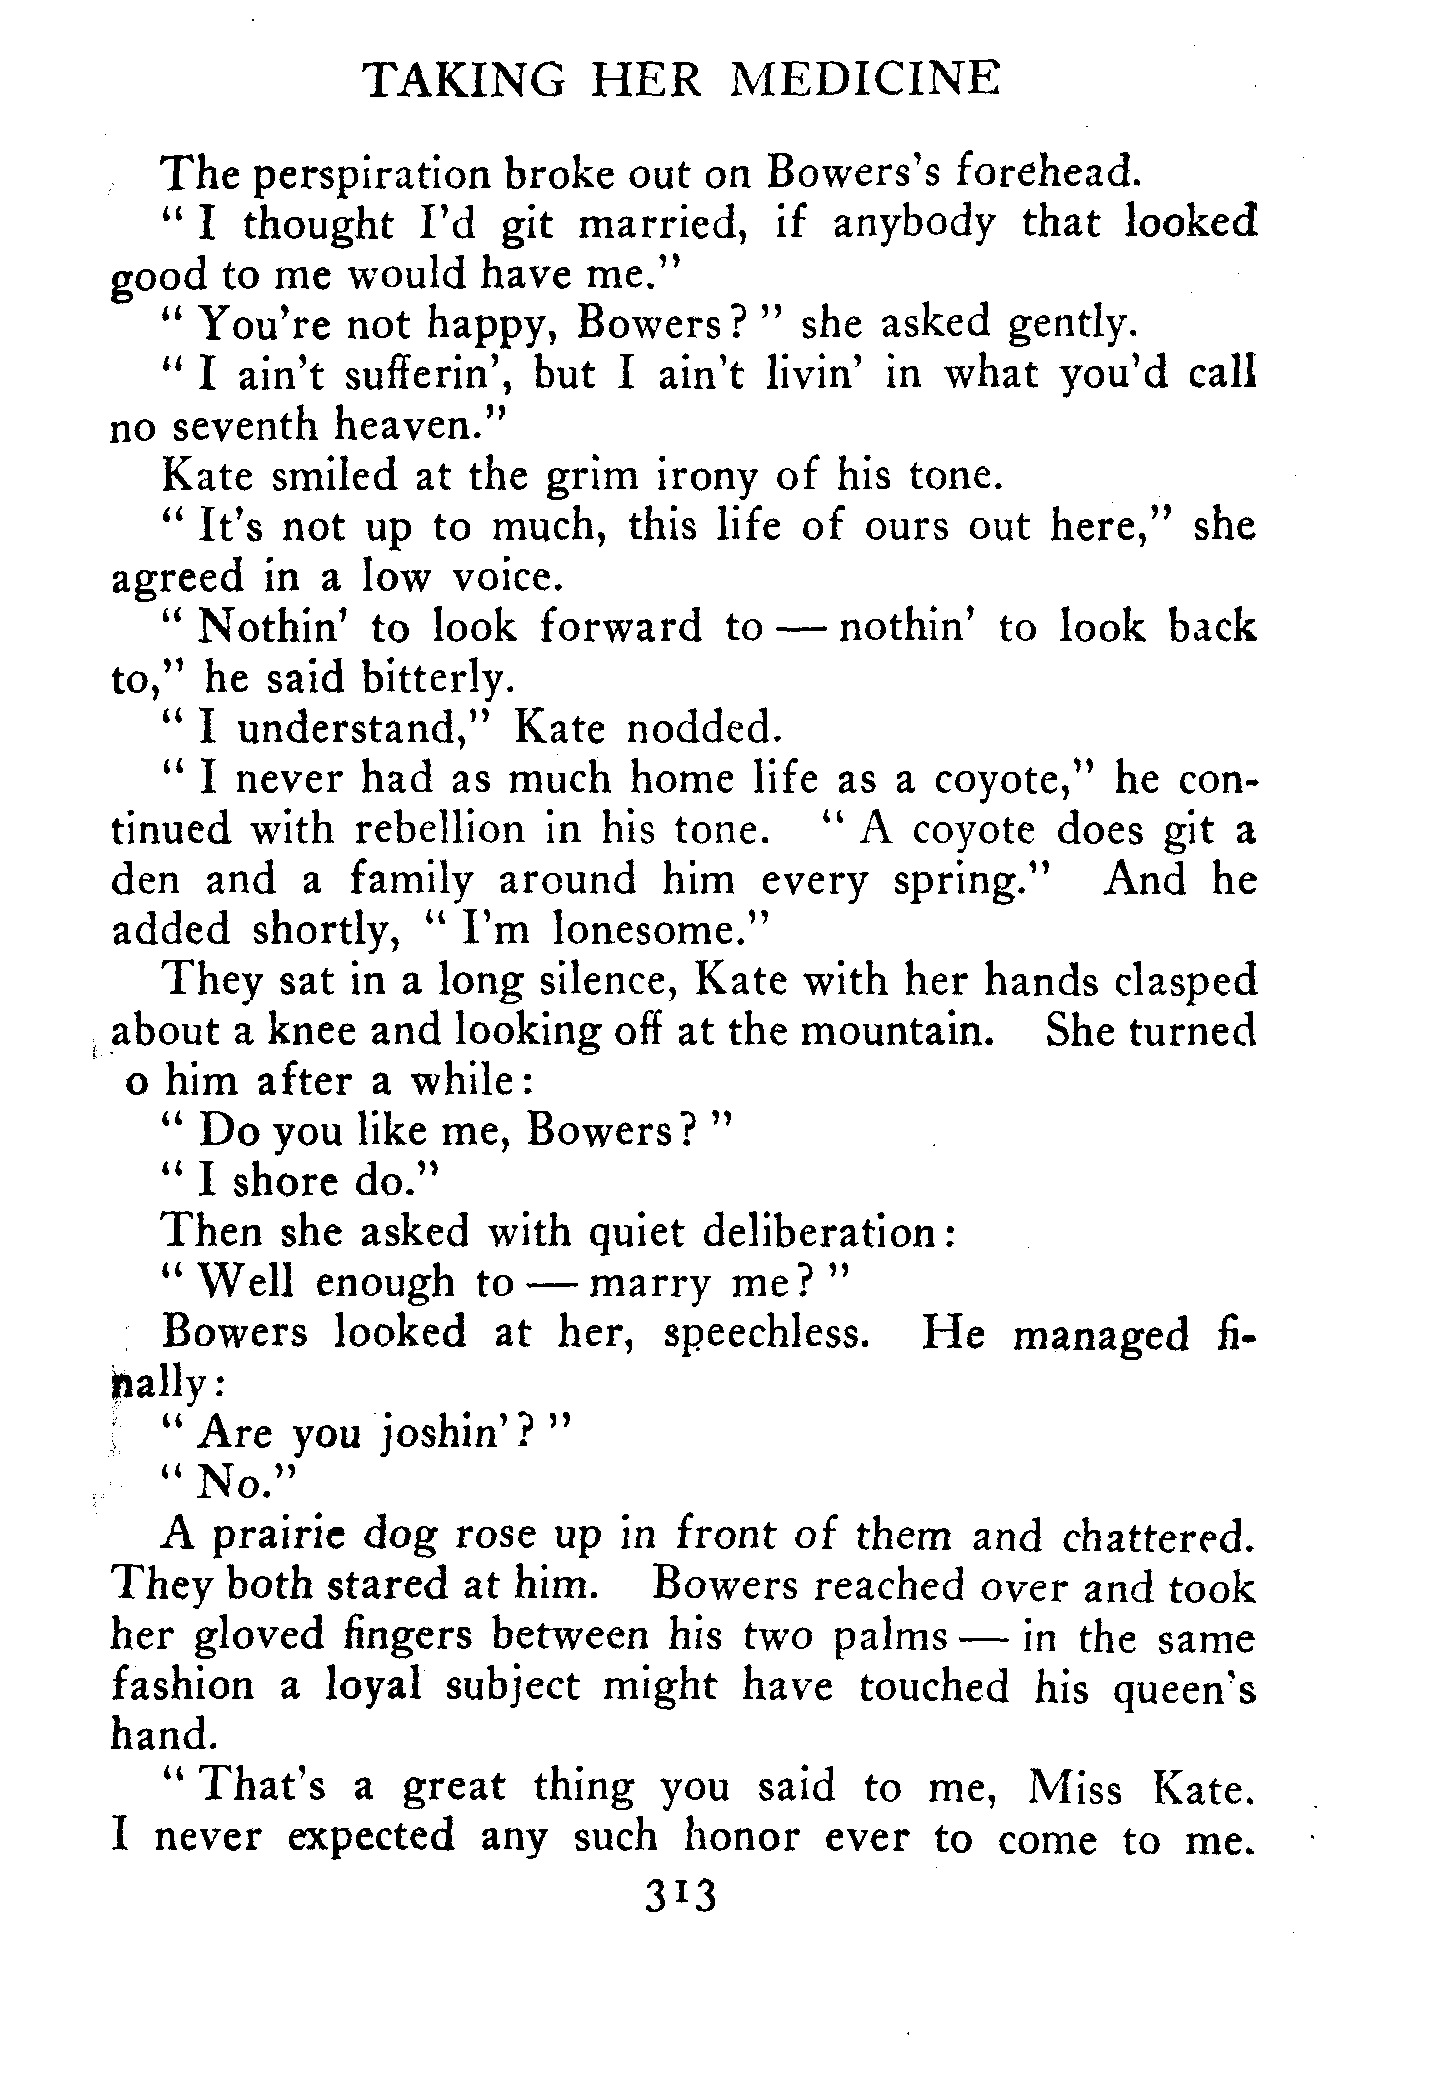 TAKING HER MEDICINE
The perspiration broke out on Bowers's forehead.
" I thought I'd git married, if anybody that looked
good to me would have me."
" You're not happy, Bowers? " she asked gently.
" I ain't sufferin', but I ain't livin' in what you'd call
no seventh heaven."
Kate smiled at the grim irony of his tone.
" It's not up to much, this life of ours out here," she
agreed in a low voice.
" Nothin' to look forward to — nothin' to look back
to," he said bitterly.
" I understand," Kate nodded.
" I never had as much home life as a coyote," he con-
tinued with rebellion in his tone. " A coyote does git a
den and a family around him every spring." And he
added shortly, " I'm lonesome."
They sat in a long silence, Kate with her hands clasped
about a knee and looking off at the mountain. She turned
o him after a while:
" Do you like me, Bowers? "
" I shore do."
Then she asked with quiet deliberation:
" Well enough to — marry me? "
Bowers looked at her, speechless. He managed fi-
nally:
" Are you joshin'? "
" No."
A prairie dog rose up in front of them and chattered.
They both stared at him. Bowers reached over and took
her gloved fingers between his two palms — in the same
fashion a loyal subject might have touched his queen's
hand.
" That's a great thing you said to me, Miss Kate.
I never expected any such honor ever to come to me.
313